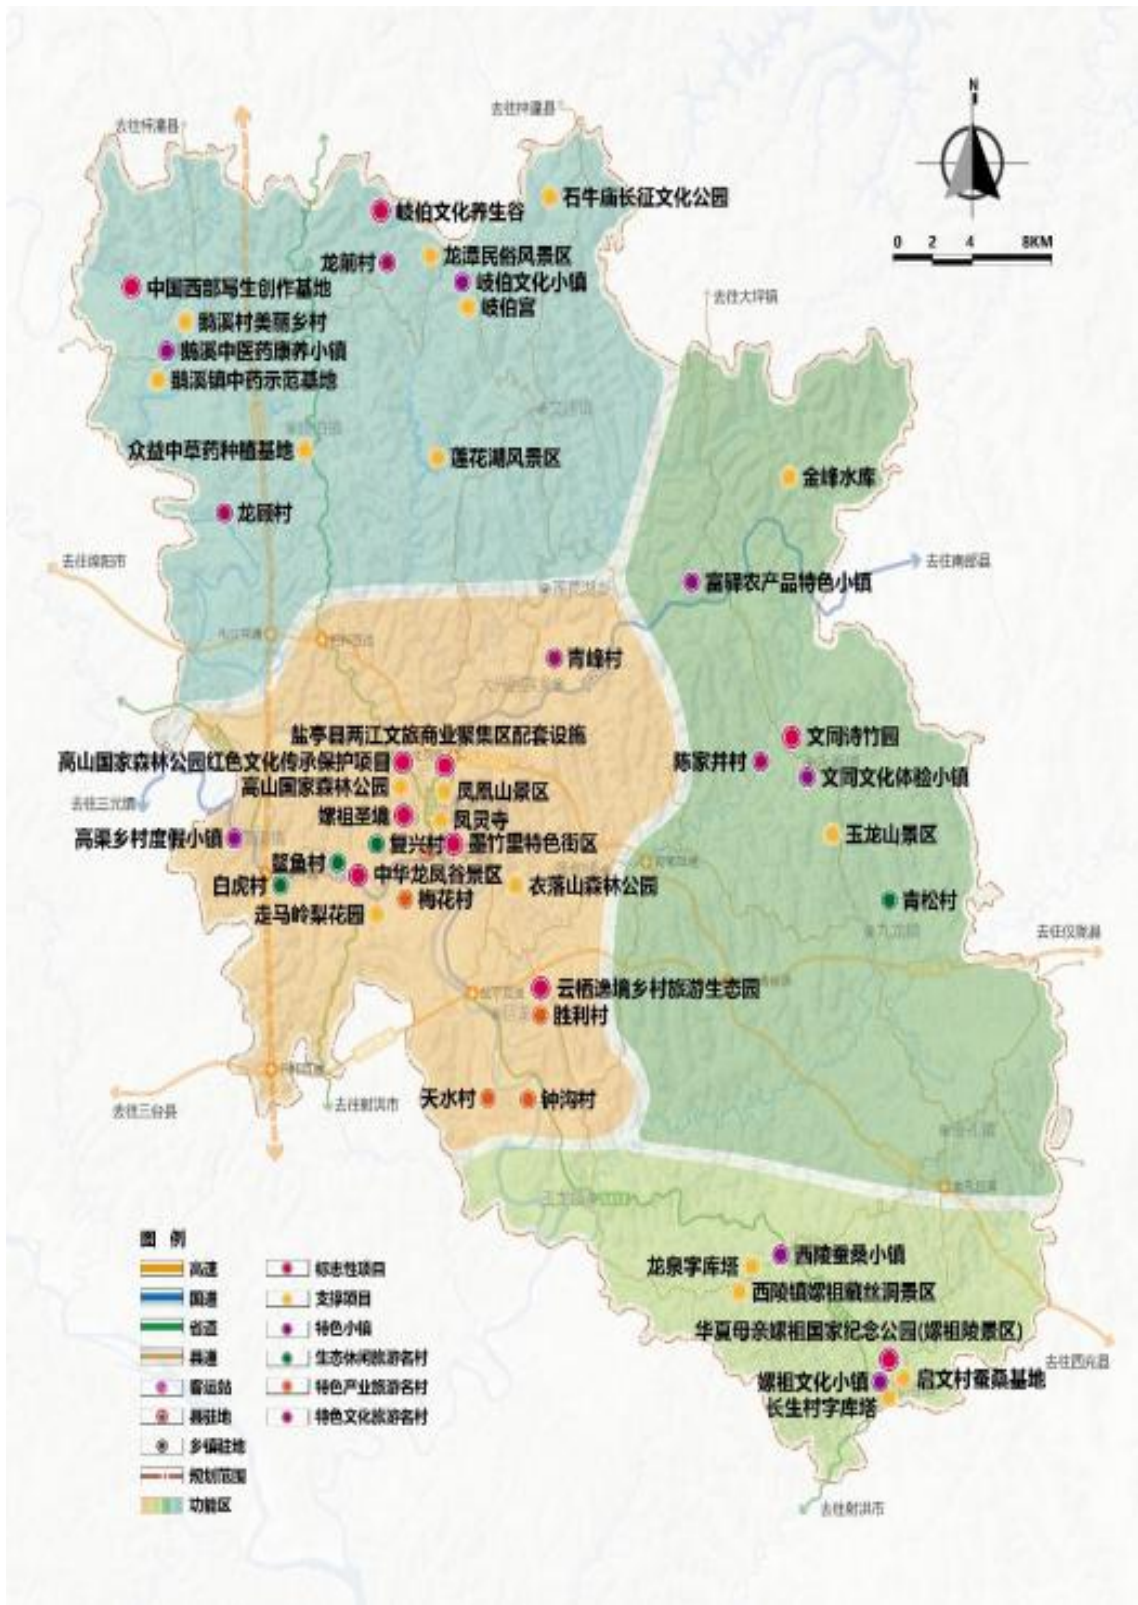 去往梓潼县
去往梓潼县
N
石牛庙长征文化公园
岐伯文化养生谷
0 2 4 8KM
龙潭民俗风景区
龙前村
岐伯文化小镇
中国西部写生创作基地
去往大坪镇
岐伯宫
鹅溪村美丽乡村
鹅溪中医药康养小镇
鹅溪镇中药示范基地
众益中草药种植基地
莲花湖风景区
金峰水库
龙顾村
去往绵阳市
去往南部县
富驿农产品特色小镇
青峰村
盐亭县两江文旅商业聚集区配套设施
文同诗竹园
高山国家森林公园红色文化传承保护项目
陈家井村
文同文化体验小镇
高山国家森林公园
凤凰山景区
去往三元镇
嫘祖圣境
凤灵寺
高渠乡村度假小镇
复兴村
墨竹里特色街区
玉龙山景区
鹫鱼村
中华龙凤谷景区
白虎村
衣落山森林公园
梅花村
青松村
走马岭梨花园
九龙镇
去往仪陇县
云栖逸境乡村旅游生态园
胜利村
天水村
钟沟村
去往射洪市
去往三台县
图 例
西陵蚕桑小镇
龙泉字库塔
高速
标志性项目
西陵镇嫘祖藏丝洞景区
国道
支撑项目
省道
特色小镇
华夏母亲嫘祖国家纪念公园(嫘祖陵景区)
县道
生态休闲旅游名村
去往西充县
客运站
特色产业旅游名村
嫘祖文化小镇
启文村蚕桑基地
县驻地
特色文化旅游名村
长生村字库塔
乡镇驻地
规划范围
功能区
去往射洪市